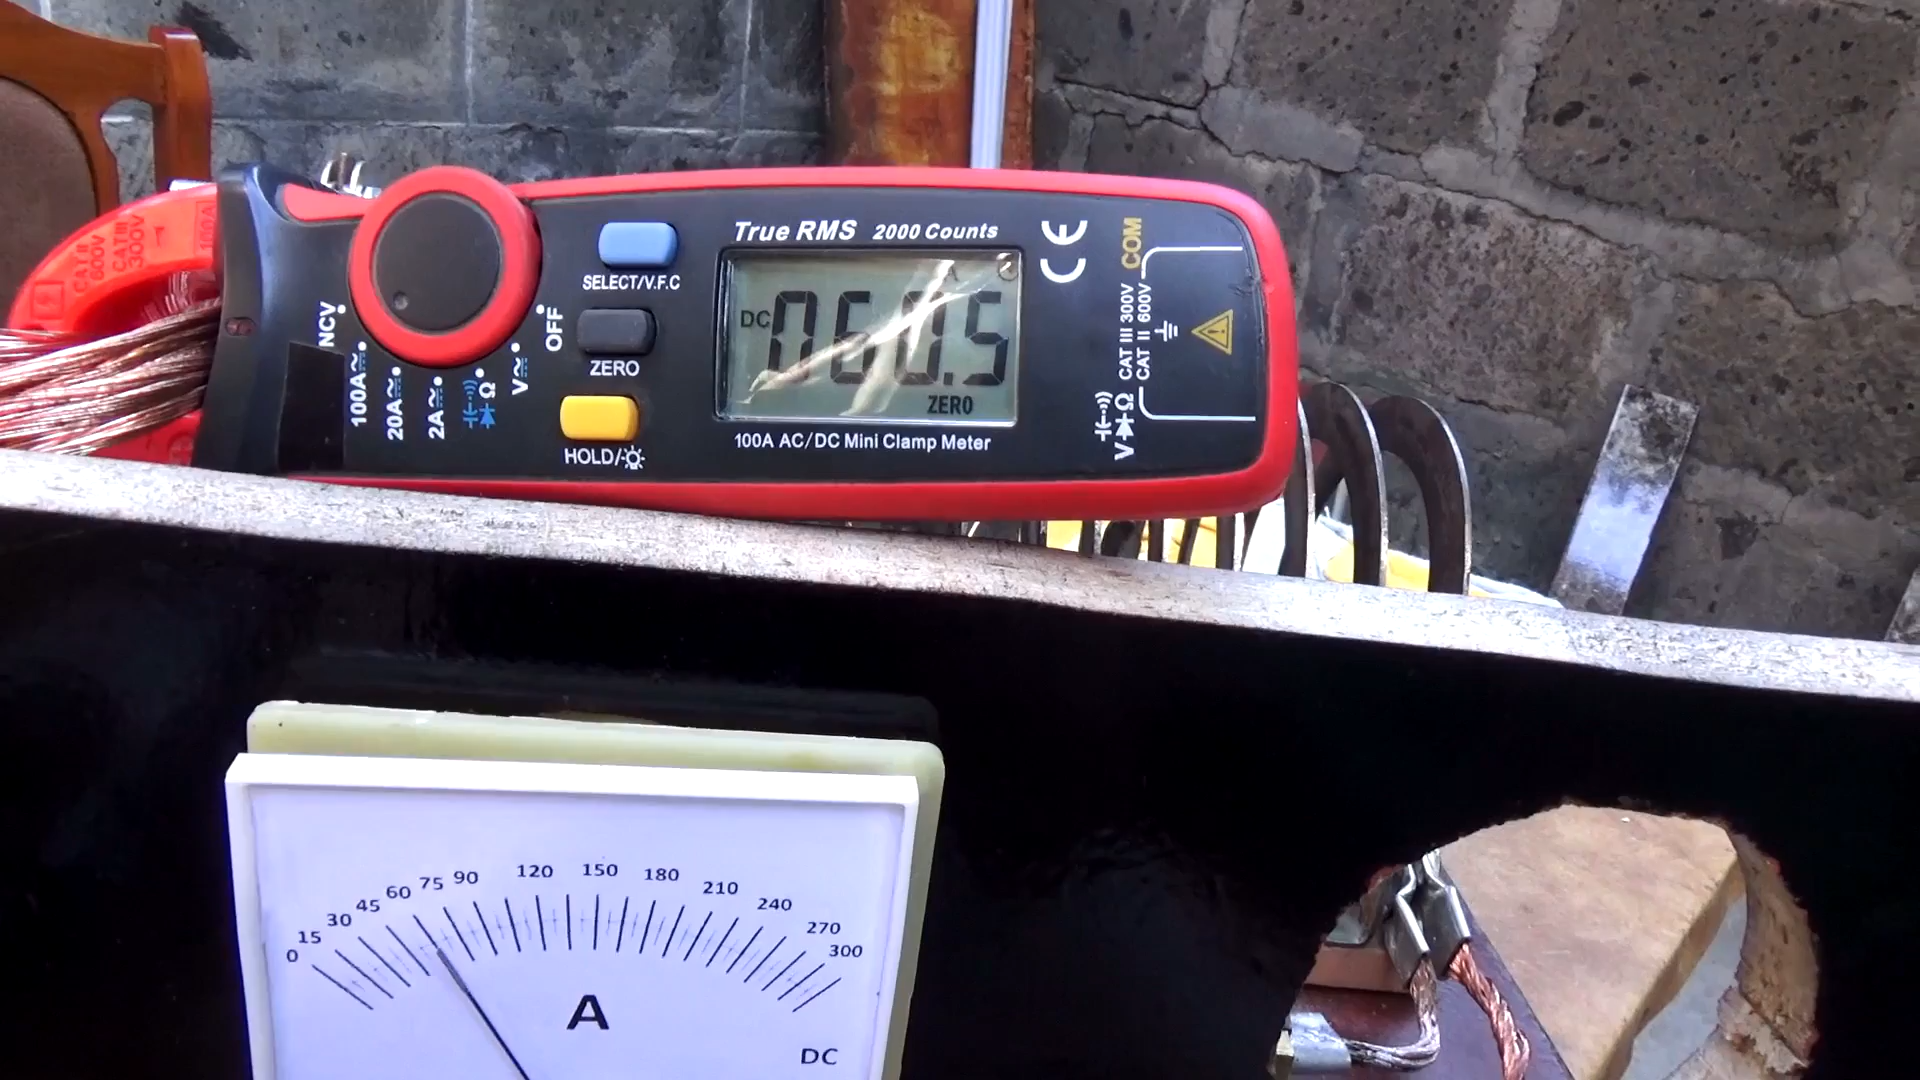 CAT II
600V
CAT III
300V
100A
NCV
100A
20A
2A
Ω
V
OFF
SELECT/V.F.C
ZERO
HOLD/
True RMS 2000 Counts
DC 060.5 A
ZERO
100A AC/DC Mini Clamp Meter
CE
COM
CAT III 300V
CAT II 600V
VΩ
0 15 30 45 60 75 90 120 150 180 210 240 270 300
A
DC